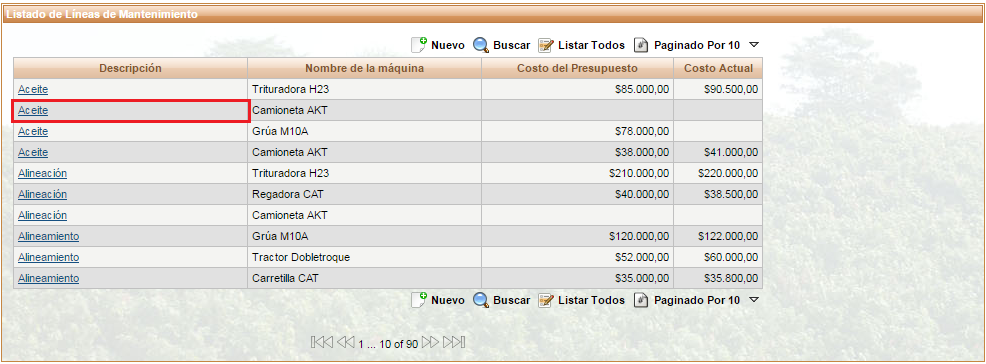 Listado de Líneas de Mantenimiento
Nuevo Buscar Listar Todos # Paginado Por 10
Descripción Nombre de la máquina Costo del Presupuesto Costo Actual
Aceite Trituradora H23 $85.000,00 $90.500,00
Aceite Camioneta AKT
Aceite Grúa M10A $78.000,00
Aceite Camioneta AKT $38.000,00 $41.000,00
Alineación Trituradora H23 $210.000,00 $220.000,00
Alineación Regadora CAT $40.000,00 $38.500,00
Alineación Camioneta AKT
Alineamiento Grúa M10A $120.000,00 $122.000,00
Alineamiento Tractor Dobletroque $52.000,00 $60.000,00
Alineamiento Carretilla CAT $35.000,00 $35.800,00
Nuevo Buscar Listar Todos # Paginado Por 10
1 ... 10 of 90